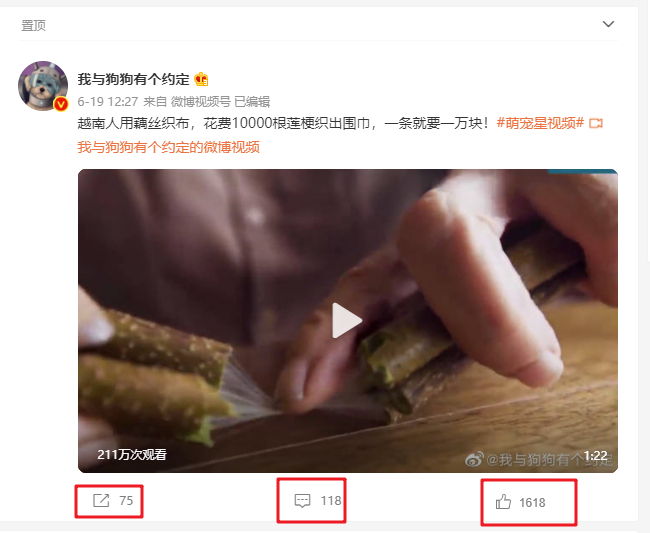 置顶
我与狗狗有个约定
6-19 12:27 来自 微博视频号 已编辑
越南人用藕丝织布，花费10000根莲梗织出围巾，一条就要一万块！#萌宠星视频#
我与狗狗有个约定的微博视频
211万次观看
@我与狗狗有个约定
1:22
75
118
1618